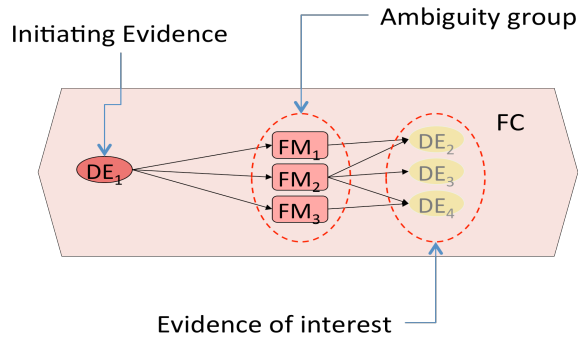 Ambiguity group
Initiating Evidence
FC
DE₁
FM₁
FM₂
FM₃
DE₂
DE₃
DE₄
Evidence of interest